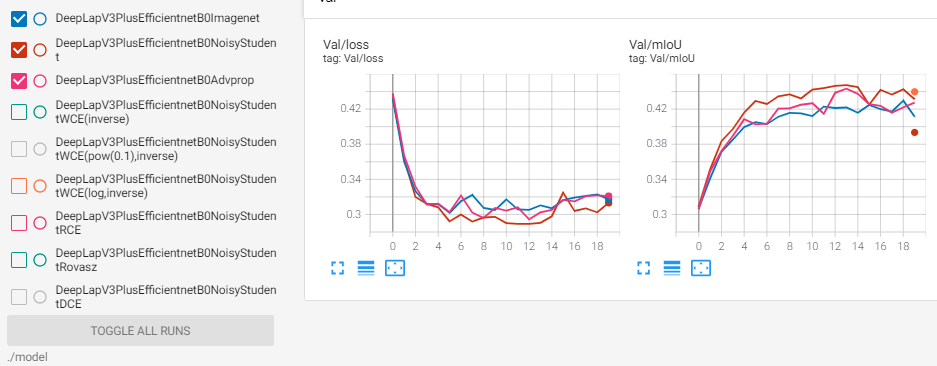 DeepLapV3PlusEfficientnetB0Imagenet
DeepLapV3PlusEfficientnetB0NoisyStuden
t
DeepLapV3PlusEfficientnetB0Advprop
DeepLapV3PlusEfficientnetB0NoisyStuden
tWCE(inverse)
DeepLapV3PlusEfficientnetB0NoisyStuden
tWCE(pow(0.1),inverse)
DeepLapV3PlusEfficientnetB0NoisyStuden
tWCE(log,inverse)
DeepLapV3PlusEfficientnetB0NoisyStuden
tRCE
DeepLapV3PlusEfficientnetB0NoisyStuden
tRovasz
DeepLapV3PlusEfficientnetB0NoisyStuden
tDCE
TOGGLE ALL RUNS
./model
Val/loss
tag: Val/loss
0.42
0.38
0.34
0.3
0 2 4 6 8 10 12 14 16 18
Val/mIoU
tag: Val/mIoU
0.42
0.38
0.34
0.3
0 2 4 6 8 10 12 14 16 18